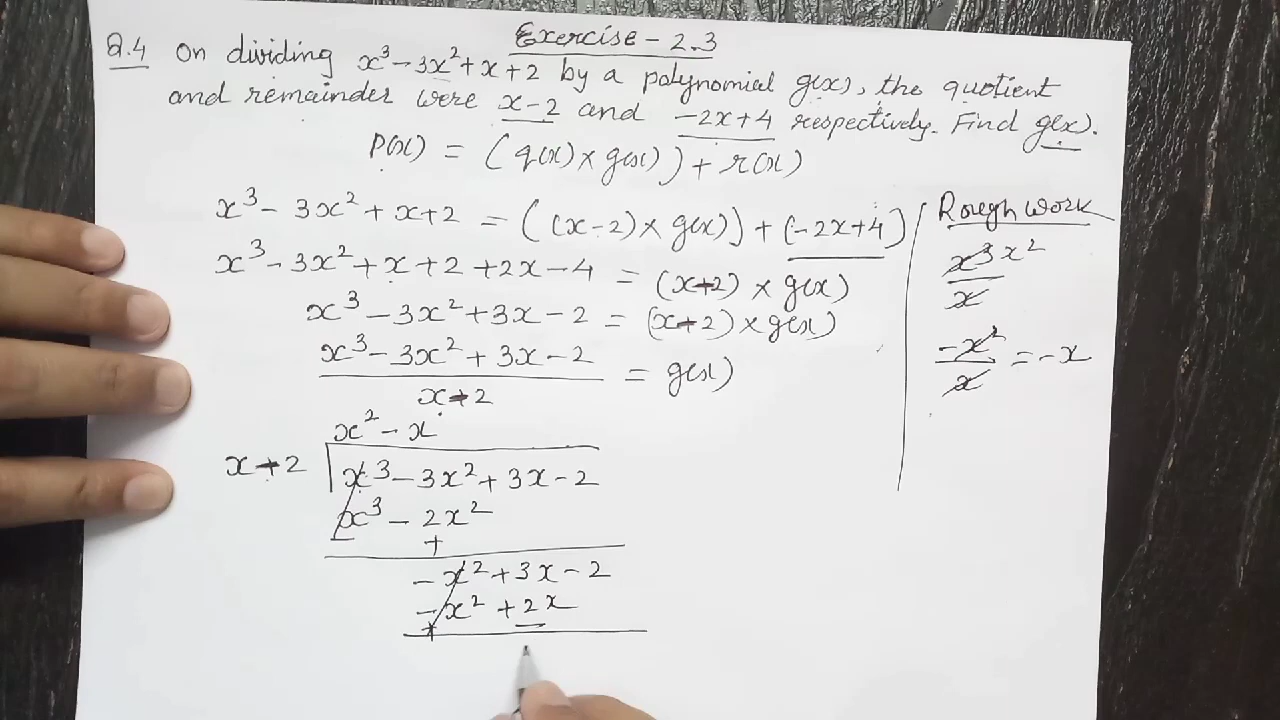 Exercise - 2.3
Q.4 On dividing x³ - 3x² + x + 2 by a polynomial g(x), the quotient
and remainder were x - 2 and -2x + 4 respectively. Find g(x).
P(x) = (q(x) × g(x)) + r(x)
x³ - 3x² + x + 2 = ((x - 2) × g(x)) + (-2x + 4)
x³ - 3x² + x + 2 + 2x - 4 = (x - 2) × g(x)
x³ - 3x² + 3x - 2 = (x - 2) × g(x)
x³ - 3x² + 3x - 2
= g(x)
x - 2
x² - x
x - 2
x³ - 3x² + 3x - 2
x³ - 2x²
- +
- x² + 3x - 2
- x² + 2x
+ -
Rough work
x³ x²
x
-x² = -x
x